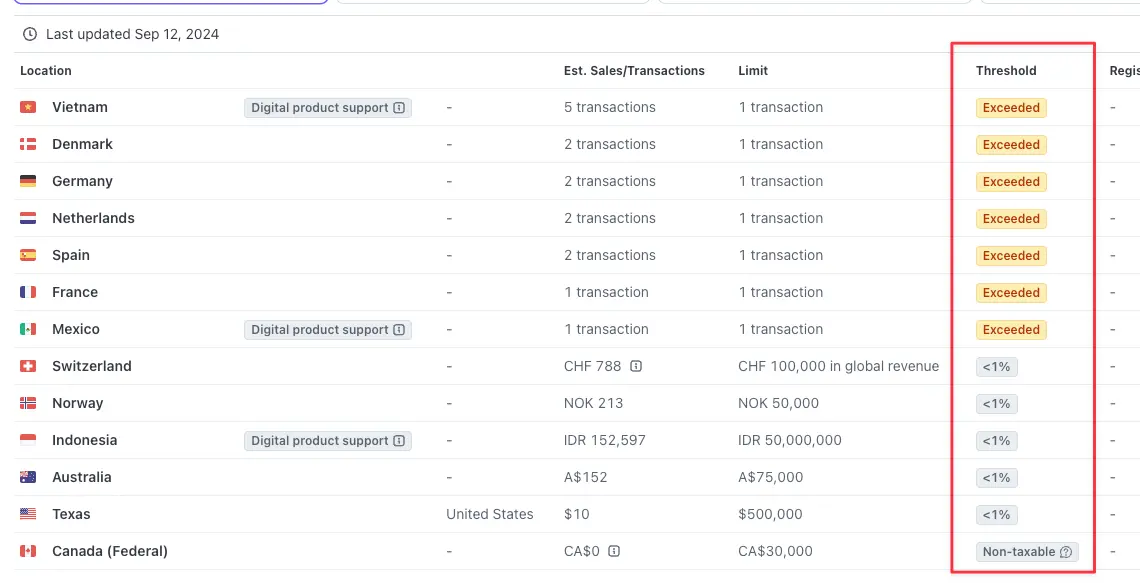 Last updated Sep 12, 2024
Location Est. Sales/Transactions Limit Threshold Regis
Vietnam Digital product support - 5 transactions 1 transaction Exceeded -
Denmark - 2 transactions 1 transaction Exceeded -
Germany - 2 transactions 1 transaction Exceeded -
Netherlands - 2 transactions 1 transaction Exceeded -
Spain - 2 transactions 1 transaction Exceeded -
France - 1 transaction 1 transaction Exceeded -
Mexico Digital product support - 1 transaction 1 transaction Exceeded -
Switzerland - CHF 788 CHF 100,000 in global revenue <1% -
Norway - NOK 213 NOK 50,000 <1% -
Indonesia Digital product support - IDR 152,597 IDR 50,000,000 <1% -
Australia - A$152 A$75,000 <1% -
Texas United States $10 $500,000 <1% -
Canada (Federal) - CA$0 CA$30,000 Non-taxable -